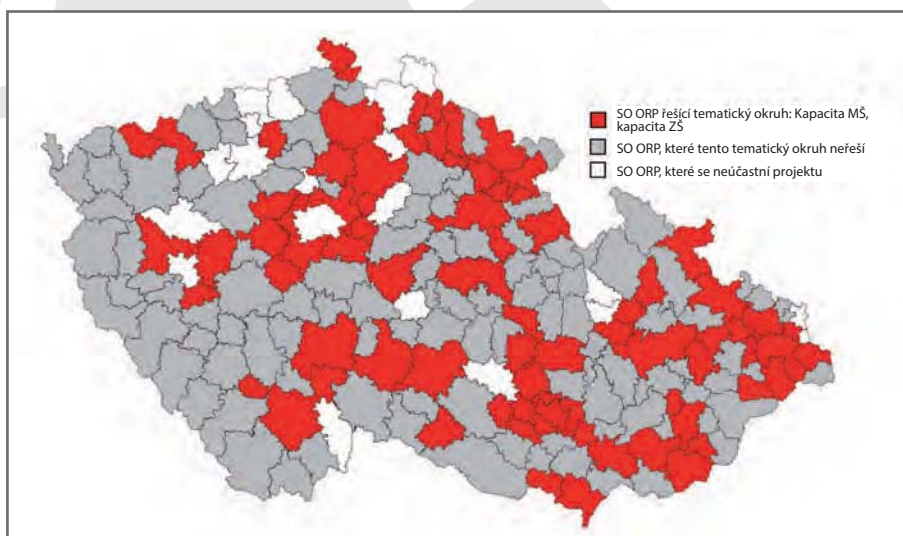 SO ORP řešící tematický okruh: Kapacita MŠ,
kapacita ZŠ
SO ORP, které tento tematický okruh neřeší
SO ORP, které se neúčastní projektu